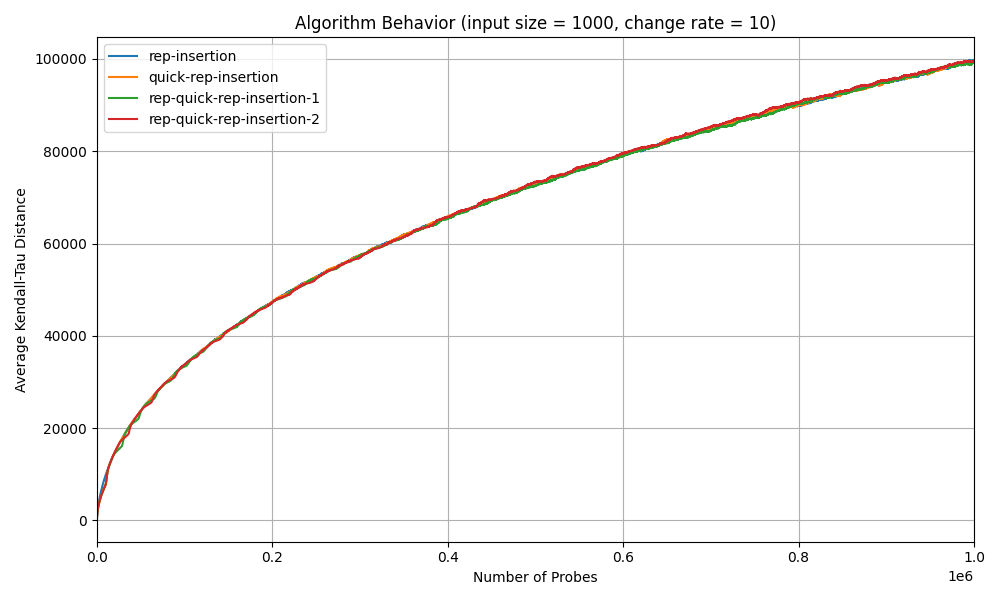 Algorithm Behavior (input size = 1000, change rate = 10)
rep-insertion
quick-rep-insertion
rep-quick-rep-insertion-1
rep-quick-rep-insertion-2
Average Kendall-Tau Distance
100000
80000
60000
40000
20000
0
0.0 0.2 0.4 0.6 0.8 1.0
1e6
Number of Probes